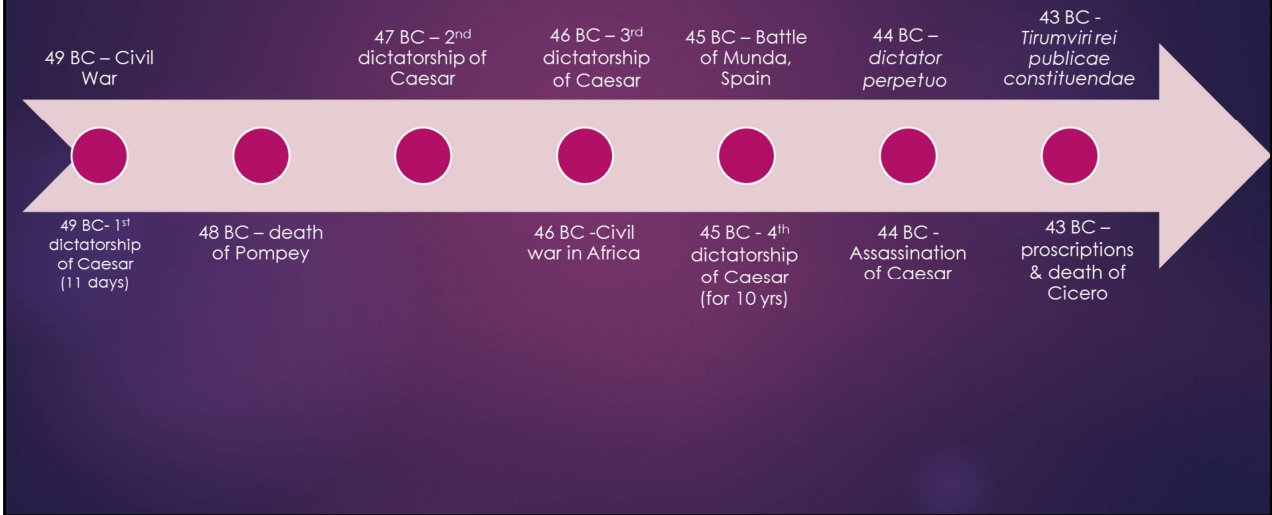 49 BC – Civil
War
47 BC – 2nd
dictatorship of
Caesar
46 BC – 3rd
dictatorship
of Caesar
45 BC – Battle
of Munda,
Spain
44 BC –
dictator
perpetuo
43 BC -
Tirumviri rei
publicae
constituendae
49 BC- 1st
dictatorship
of Caesar
(11 days)
48 BC – death
of Pompey
46 BC -Civil
war in Africa
45 BC - 4th
dictatorship
of Caesar
(for 10 yrs)
44 BC -
Assassination
of Caesar
43 BC –
proscriptions
& death of
Cicero